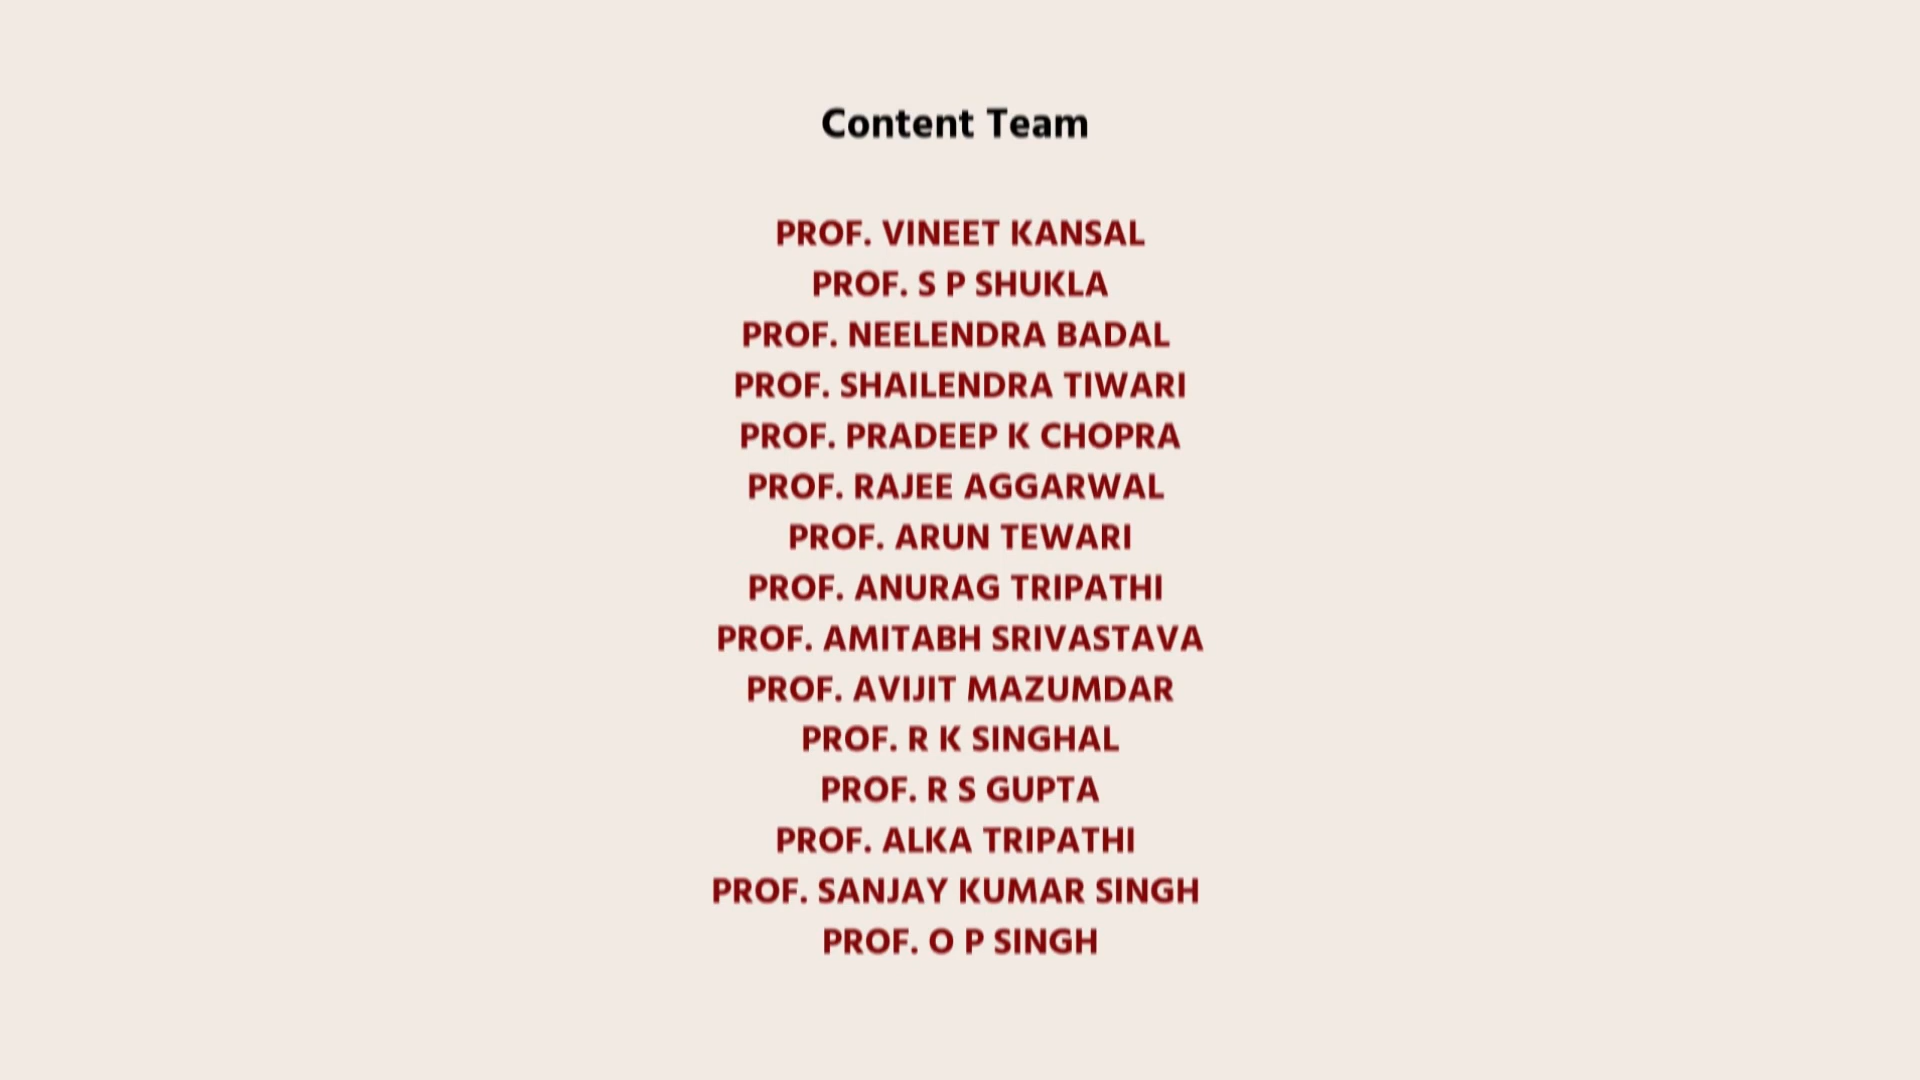 Content Team
PROF. VINEET KANSAL
PROF. S P SHUKLA
PROF. NEELENDRA BADAL
PROF. SHAILENDRA TIWARI
PROF. PRADEEP K CHOPRA
PROF. RAJEE AGGARWAL
PROF. ARUN TEWARI
PROF. ANURAG TRIPATHI
PROF. AMITABH SRIVASTAVA
PROF. AVIJIT MAZUMDAR
PROF. R K SINGHAL
PROF. R S GUPTA
PROF. ALKA TRIPATHI
PROF. SANJAY KUMAR SINGH
PROF. O P SINGH